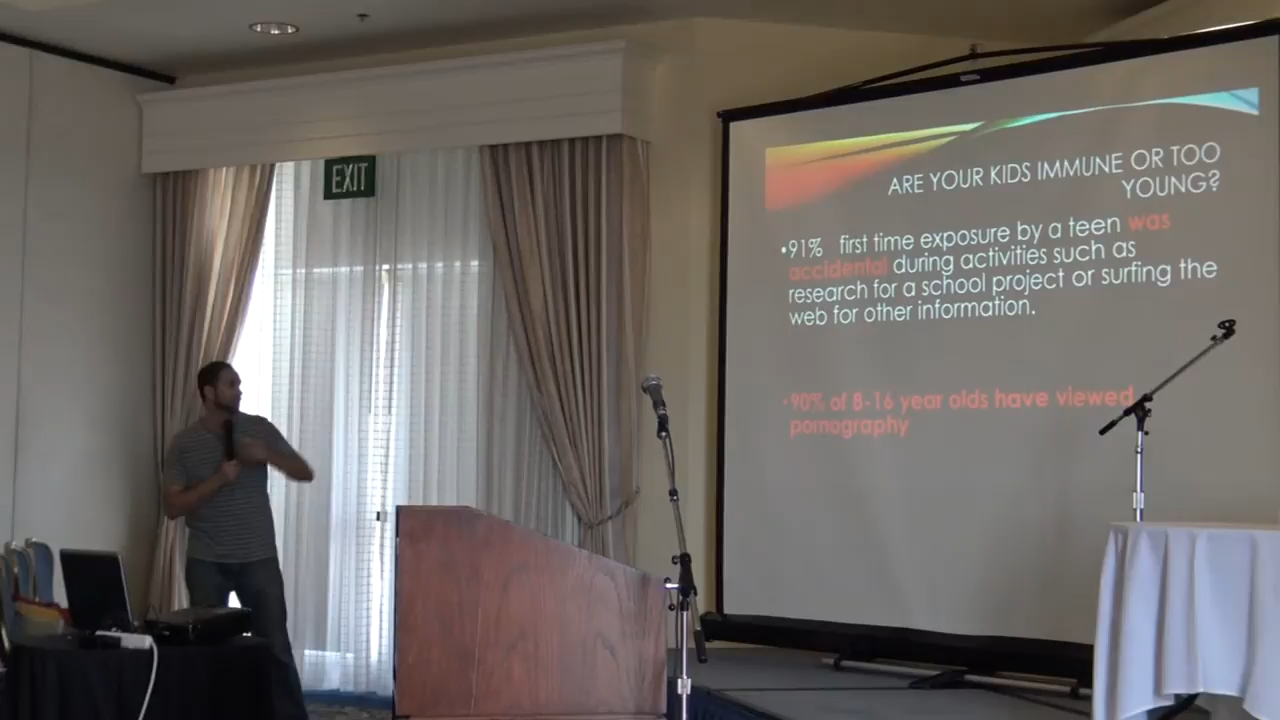 EXIT
ARE YOUR KIDS IMMUNE OR TOO
YOUNG?
•91% first time exposure by a teen was
accidental during activities such as
research for a school project or surfing the
web for other information.
•90% of 8-16 year olds have viewed
pornography